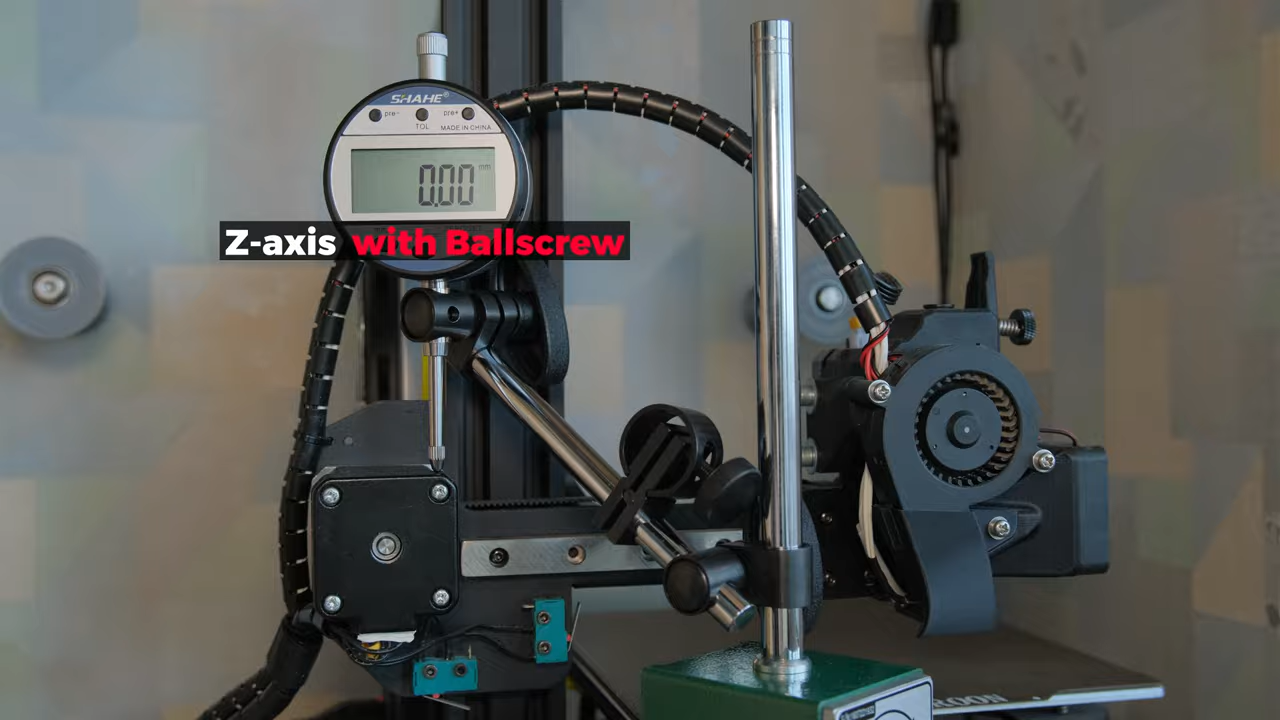 SHAHE®
pre- pre+
TOL
MADE IN CHINA
0.00 mm
Z-axis with Ballscrew